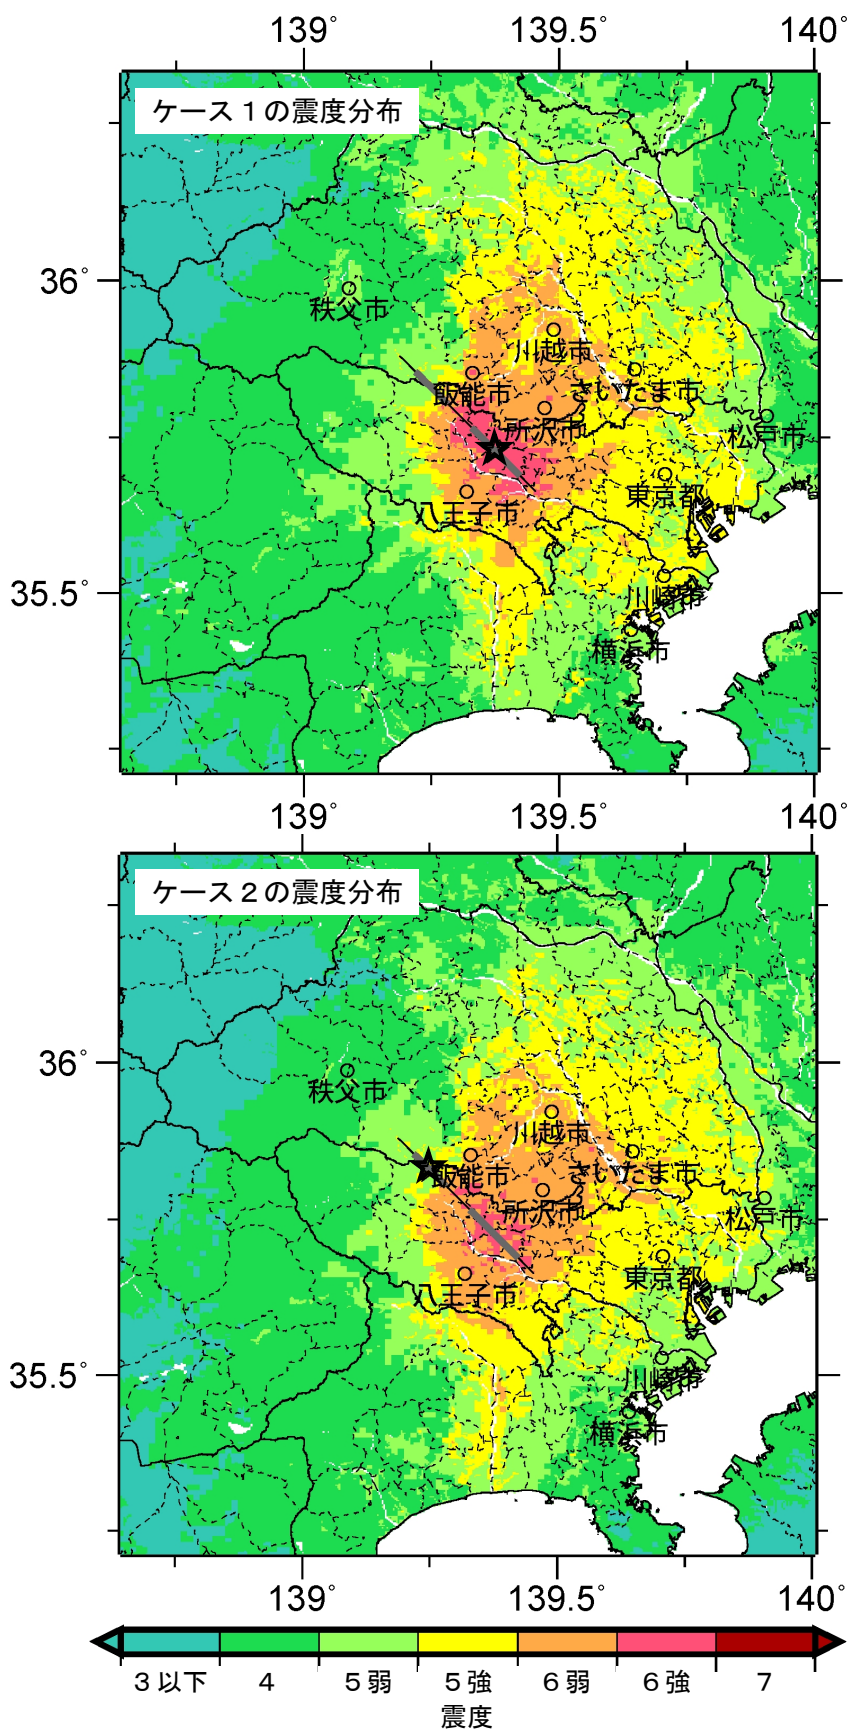 139° 139.5° 140°
ケース１の震度分布
36°
秩父市
川越市
飯能市 さいたま市
所沢市 松戸市
東京都
八王子市
35.5°
川崎市
横浜市
139° 139.5° 140°
ケース２の震度分布
36°
秩父市
川越市
飯能市 さいたま市
所沢市 松戸市
東京都
八王子市
35.5°
川崎市
横浜市
139° 139.5° 140°
３以下 ４ ５弱 ５強 ６弱 ６強 ７
震度